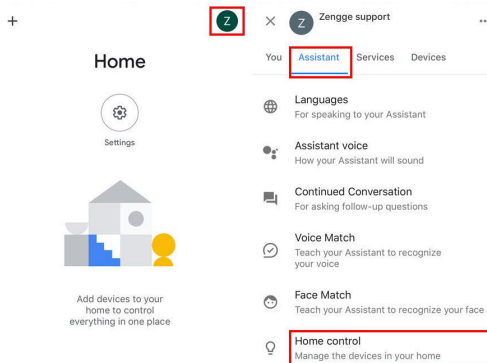 +
Z
Home
Settings
Add devices to your
home to control
everything in one place
×
Z
Zengge support
You Assistant Services Devices
Languages
For speaking to your Assistant
Assistant voice
How your Assistant will sound
Continued Conversation
For asking follow-up questions
Voice Match
Teach your Assistant to recognize
your voice
Face Match
Teach your Assistant to recognize your face
Home control
Manage the devices in your home